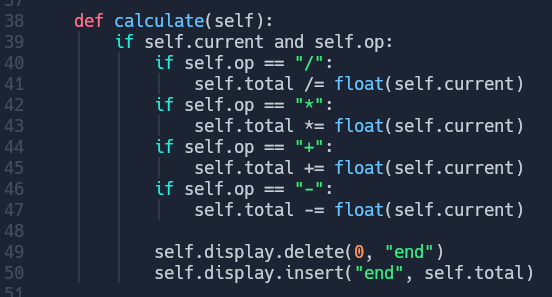 38 def calculate(self):
39 if self.current and self.op:
40 if self.op == "/":
41 self.total /= float(self.current)
42 if self.op == "*":
43 self.total *= float(self.current)
44 if self.op == "+":
45 self.total += float(self.current)
46 if self.op == "-":
47 self.total -= float(self.current)
48
49 self.display.delete(0, "end")
50 self.display.insert("end", self.total)